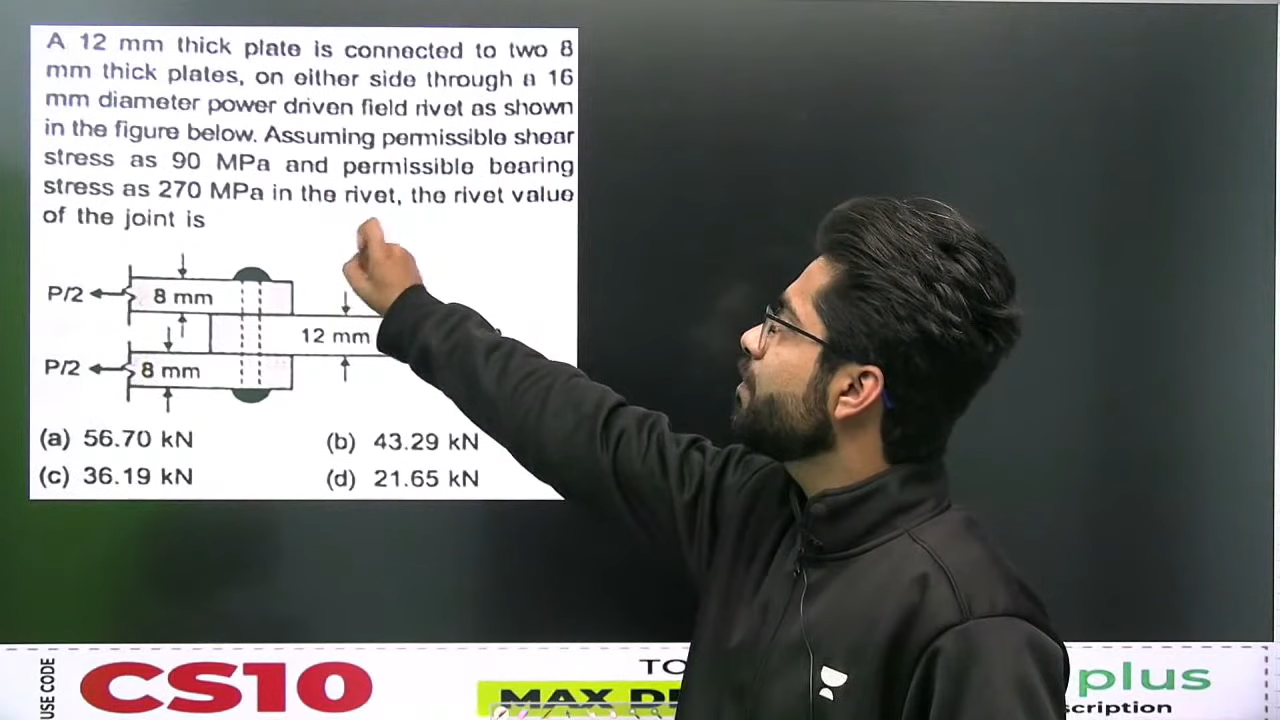 A 12 mm thick plate is connected to two 8
mm thick plates, on either side through a 16
mm diameter power driven field rivet as shown
in the figure below. Assuming permissible shear
stress as 90 MPa and permissible bearing
stress as 270 MPa in the rivet, the rivet value
of the joint is
P/2 8 mm
12 mm
P/2 8 mm
(a) 56.70 kN (b) 43.29 kN
(c) 36.19 kN (d) 21.65 kN
USE CODE
CS10
TO
MAX
plus
scription